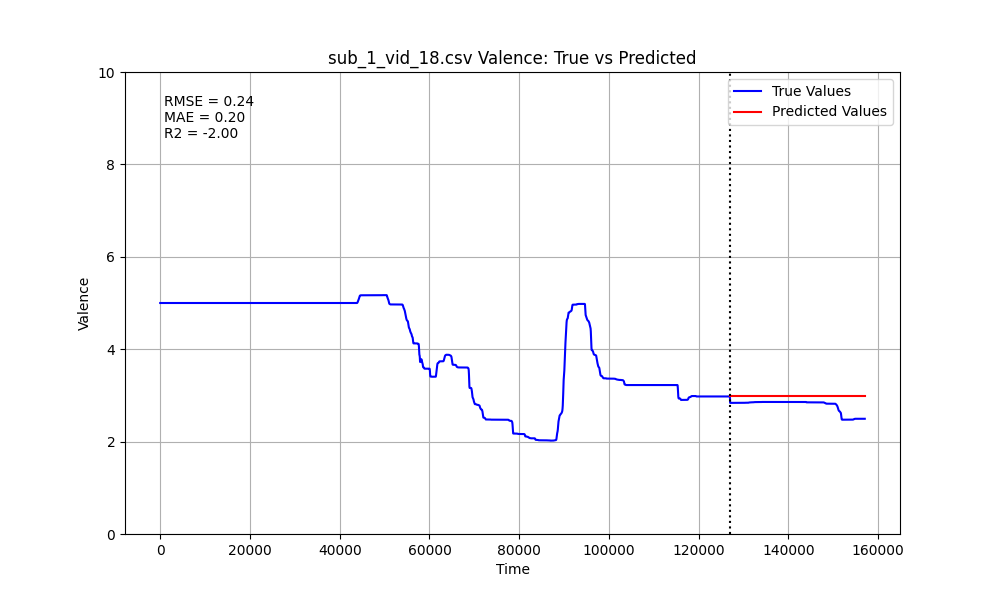 sub_1_vid_18.csv Valence: True vs Predicted
RMSE = 0.24
MAE = 0.20
R2 = -2.00
True Values
Predicted Values
Valence
10
8
6
4
2
0
0 20000 40000 60000 80000 100000 120000 140000 160000
Time